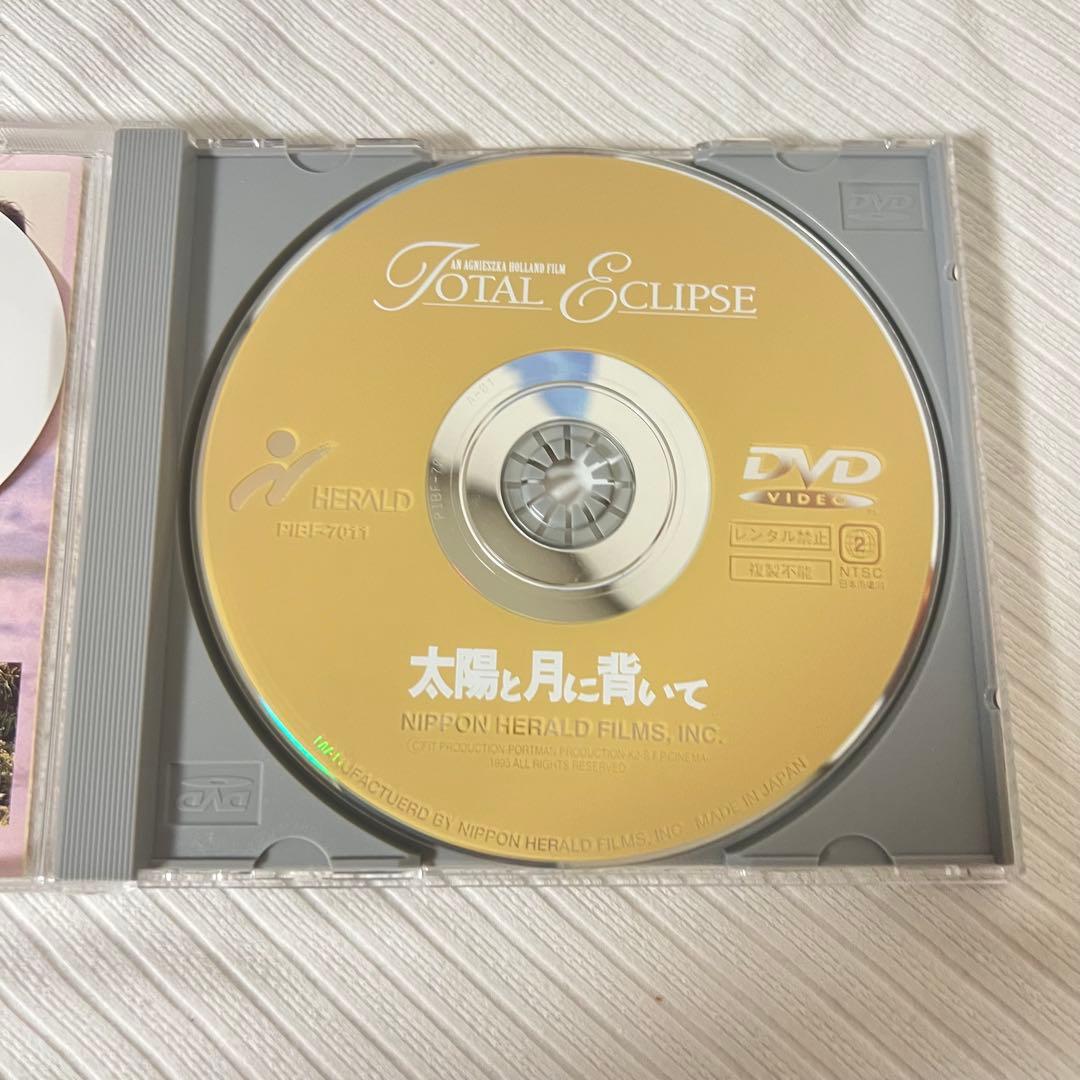 AN AGNIESZKA HOLLAND FILM
TOTAL ECLIPSE
A-01
HERALD
PIBF-7011
DVD
VIDEO
レンタル禁止
2
複製不能
NTSC
日本市場向
太陽と月に背いて
NIPPON HERALD FILMS, INC.
1995 ALL RIGHTS RESERVED
MANUFACTUERD BY NIPPON HERALD FILMS, INC. MADE IN JAPAN
DVD
DVD